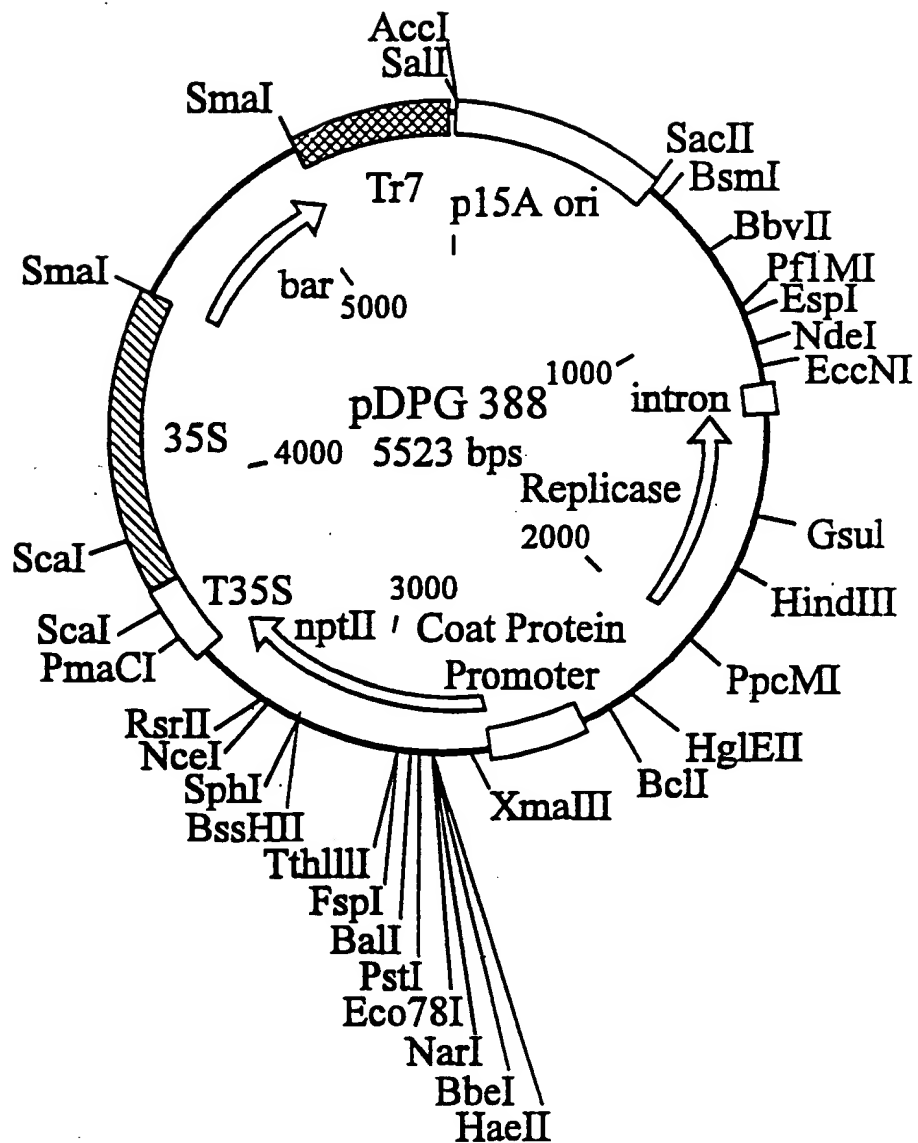 AccI
SalI
SmaI
SacII
BsmI
Tr7
p15A ori
BbvII
SmaI
bar
5000
Pf1MI
EspI
NdeI
EccNI
1000
intron
pDPG 388
5523 bps
35S
4000
Replicase
2000
GsuI
ScaI
HindIII
T35S
nptII
3000
Coat Protein
Promoter
ScaI
PmaCI
PpcMI
RsrII
NceI
SphI
BssHII
HglEII
BclI
XmaIII
TthlllI
FspI
BalI
PstI
Eco78I
NarI
BbeI
HaeII